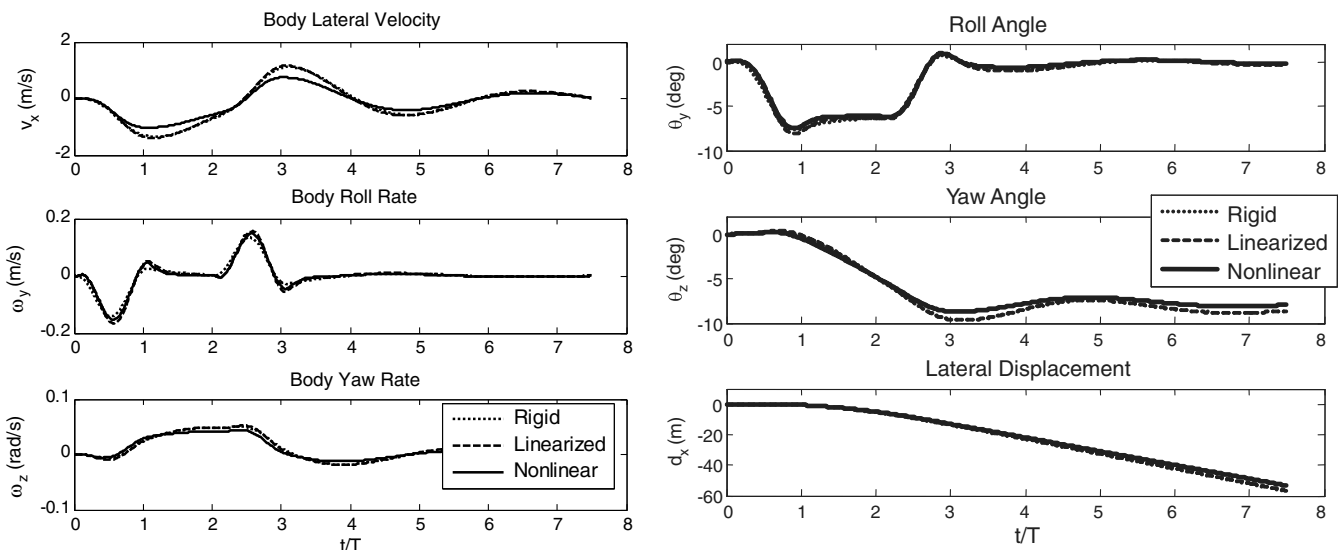 Body Lateral Velocity
2
0
-2
v_x (m/s)
0 1 2 3 4 5 6 7 8
Body Roll Rate
0.2
0
-0.2
ω_y (m/s)
0 1 2 3 4 5 6 7 8
Body Yaw Rate
0.1
0
-0.1
ω_z (rad/s)
Rigid
Linearized
Nonlinear
0 1 2 3 4 5 6 7 8
t/T
Roll Angle
0
-5
-10
θ_y (deg)
0 1 2 3 4 5 6 7 8
Yaw Angle
0
-5
-10
θ_z (deg)
Rigid
Linearized
Nonlinear
0 1 2 3 4 5 6 7 8
Lateral Displacement
0
-20
-40
-60
d_x (m)
0 1 2 3 4 5 6 7 8
t/T